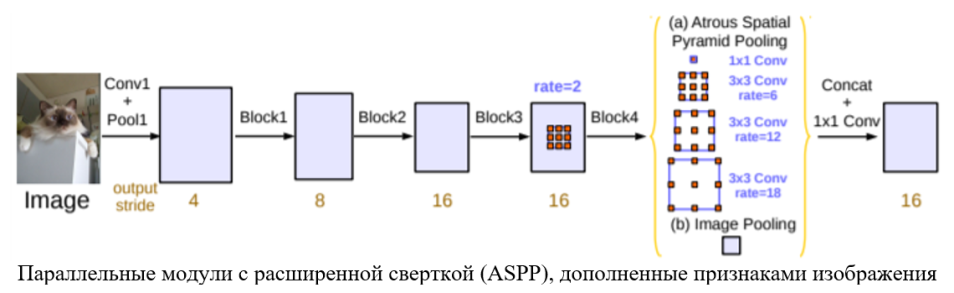 (a) Atrous Spatial
Pyramid Pooling
1x1 Conv
3x3 Conv
rate=6
3x3 Conv
rate=12
3x3 Conv
rate=18
(b) Image Pooling
Conv1
+
Pool1
Block1
Block2
Block3
rate=2
Block4
Concat
+
1x1 Conv
Image
output
stride
4
8
16
16
16
Параллельные модули с расширенной сверткой (ASPP), дополненные признаками изображения